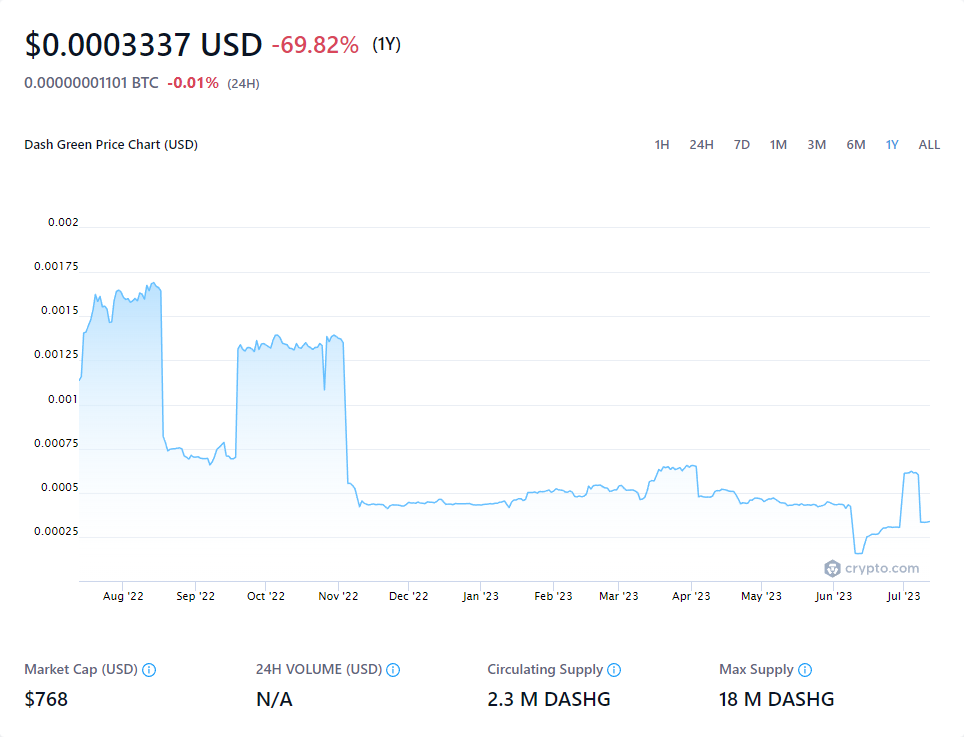 $0.0003337 USD -69.82% (1Y)
0.00000001101 BTC -0.01% (24H)
Dash Green Price Chart (USD) 1H 24H 7D 1M 3M 6M 1Y ALL
0.002
0.00175
0.0015
0.00125
0.001
0.00075
0.0005
0.00025
crypto.com
Aug '22 Sep '22 Oct '22 Nov '22 Dec '22 Jan '23 Feb '23 Mar '23 Apr '23 May '23 Jun '23 Jul '23
Market Cap (USD) 24H VOLUME (USD) Circulating Supply Max Supply
$768 N/A 2.3 M DASHG 18 M DASHG